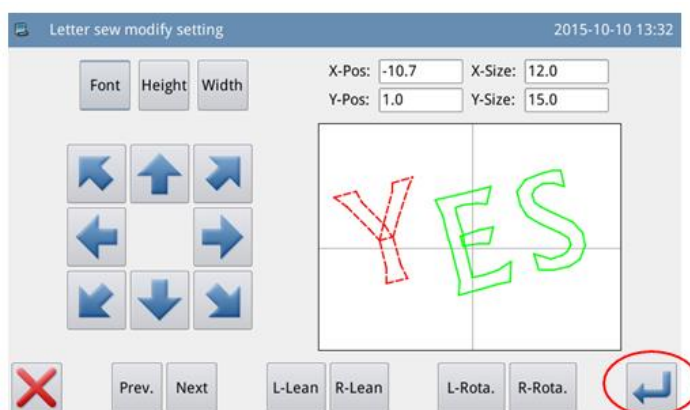 Letter sew modify setting 2015-10-10 13:32
Font Height Width
X-Pos: -10.7 X-Size: 12.0
Y-Pos: 1.0 Y-Size: 15.0
YES
Prev. Next L-Lean R-Lean L-Rota. R-Rota.